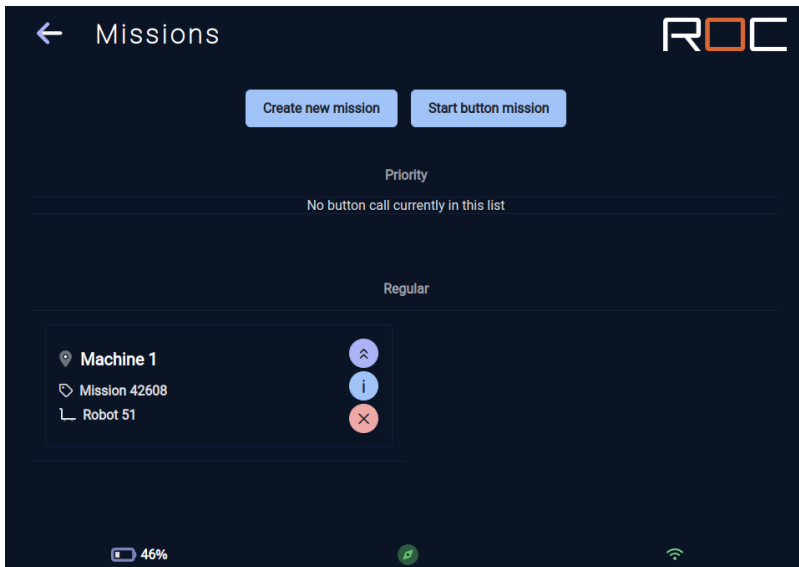 Missions
ROC
Create new mission
Start button mission
Priority
No button call currently in this list
Regular
Machine 1
Mission 42608
Robot 51
i
46%